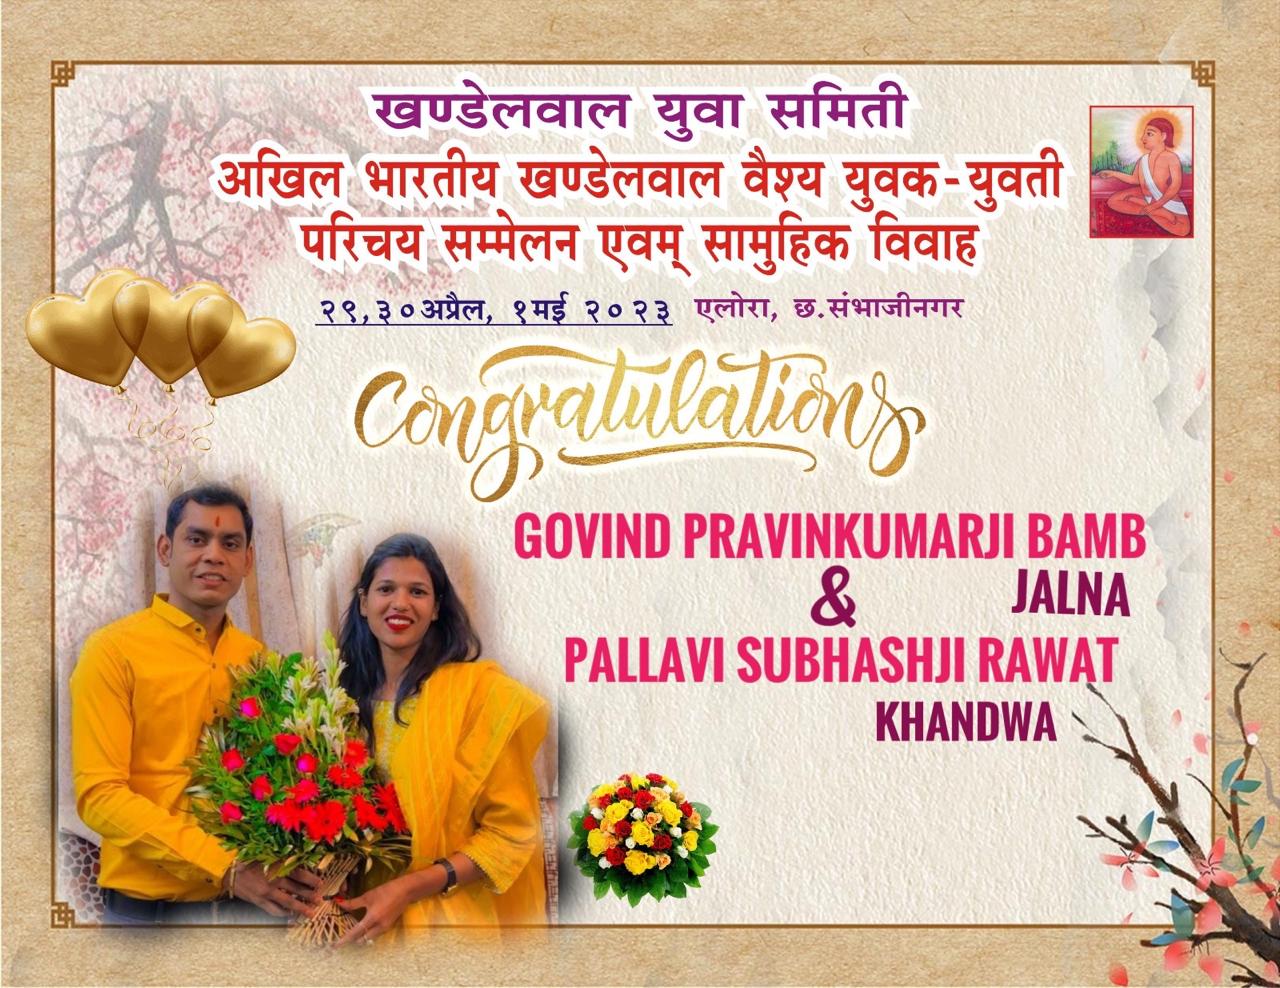 खण्डेलवाल युवा समिती
अखिल भारतीय खण्डेलवाल वैश्य युवक-युवती
परिचय सम्मेलन एवम् सामुहिक विवाह
२९,३०अप्रैल, १मई २०२३ एलोरा, छ.संभाजीनगर
Congratulations
GOVIND PRAVINKUMARJI BAMB
& JALNA
PALLAVI SUBHASHJI RAWAT
KHANDWA